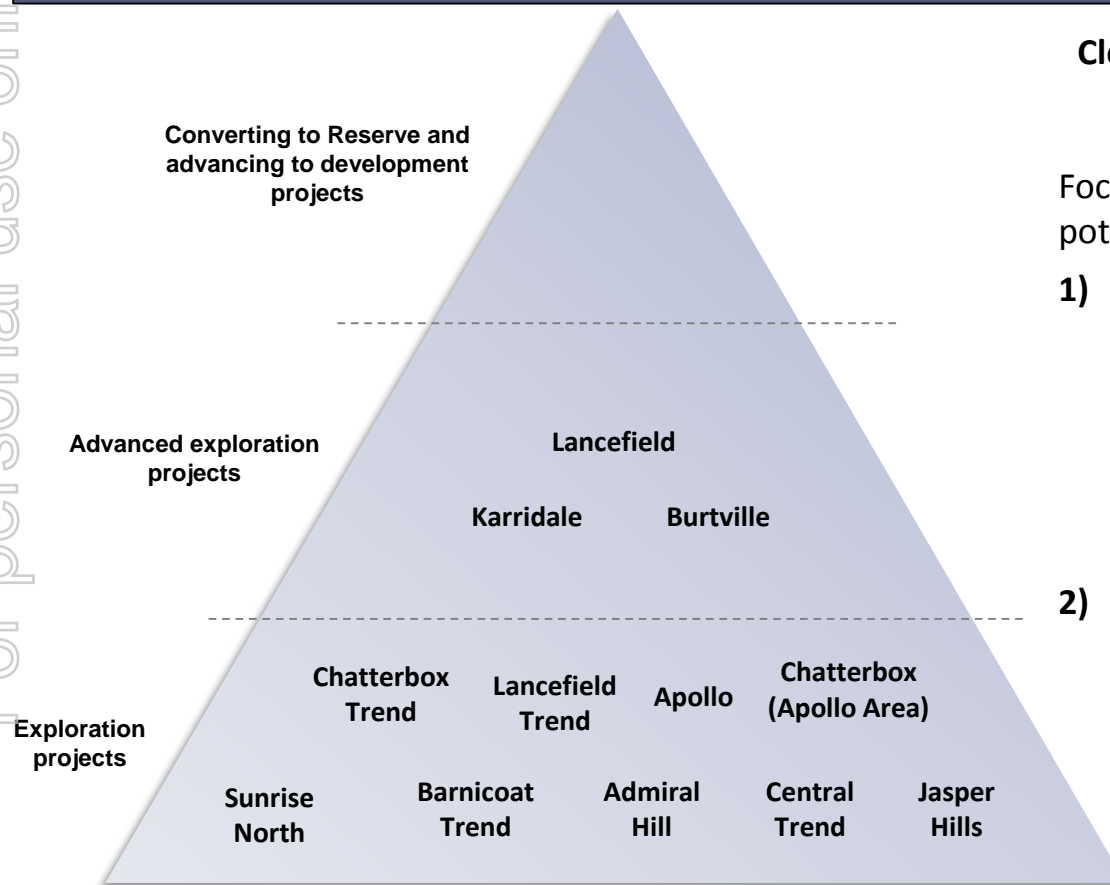 Converting to Reserve and
advancing to development
projects
Advanced exploration
projects
Lancefield
Karridale Burtville
Exploration
projects
Chatterbox
Trend
Lancefield
Trend
Apollo
Chatterbox
(Apollo Area)
Sunrise
North
Barnicoat
Trend
Admiral
Hill
Central
Trend
Jasper
Hills
1)
2)